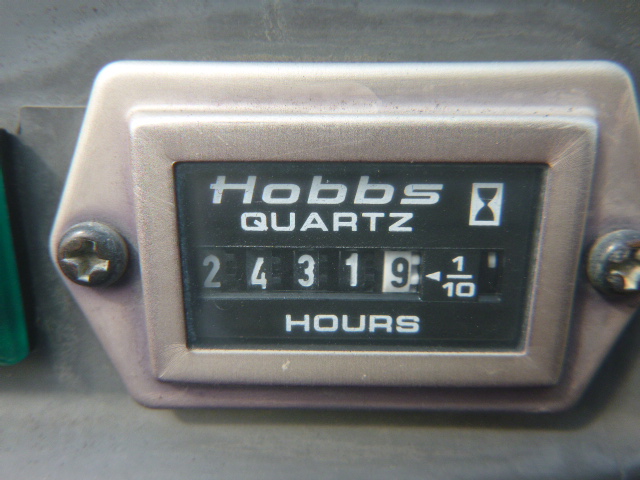 Hobbs
QUARTZ
2 4 3 1 9 ◄ 1/10
HOURS